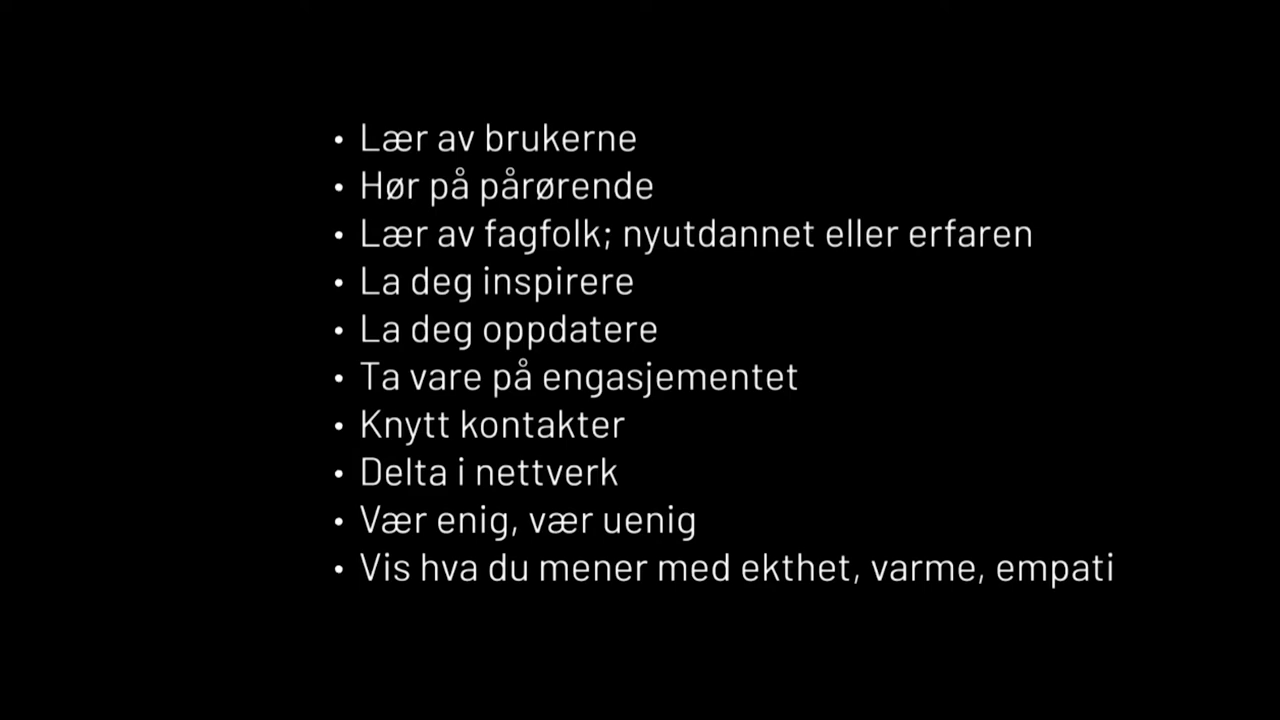 • Lær av brukerne
• Hør på pårørende
• Lær av fagfolk; nyutdannet eller erfaren
• La deg inspirere
• La deg oppdatere
• Ta vare på engasjementet
• Knytt kontakter
• Delta i nettverk
• Vær enig, vær uenig
• Vis hva du mener med ekthet, varme, empati